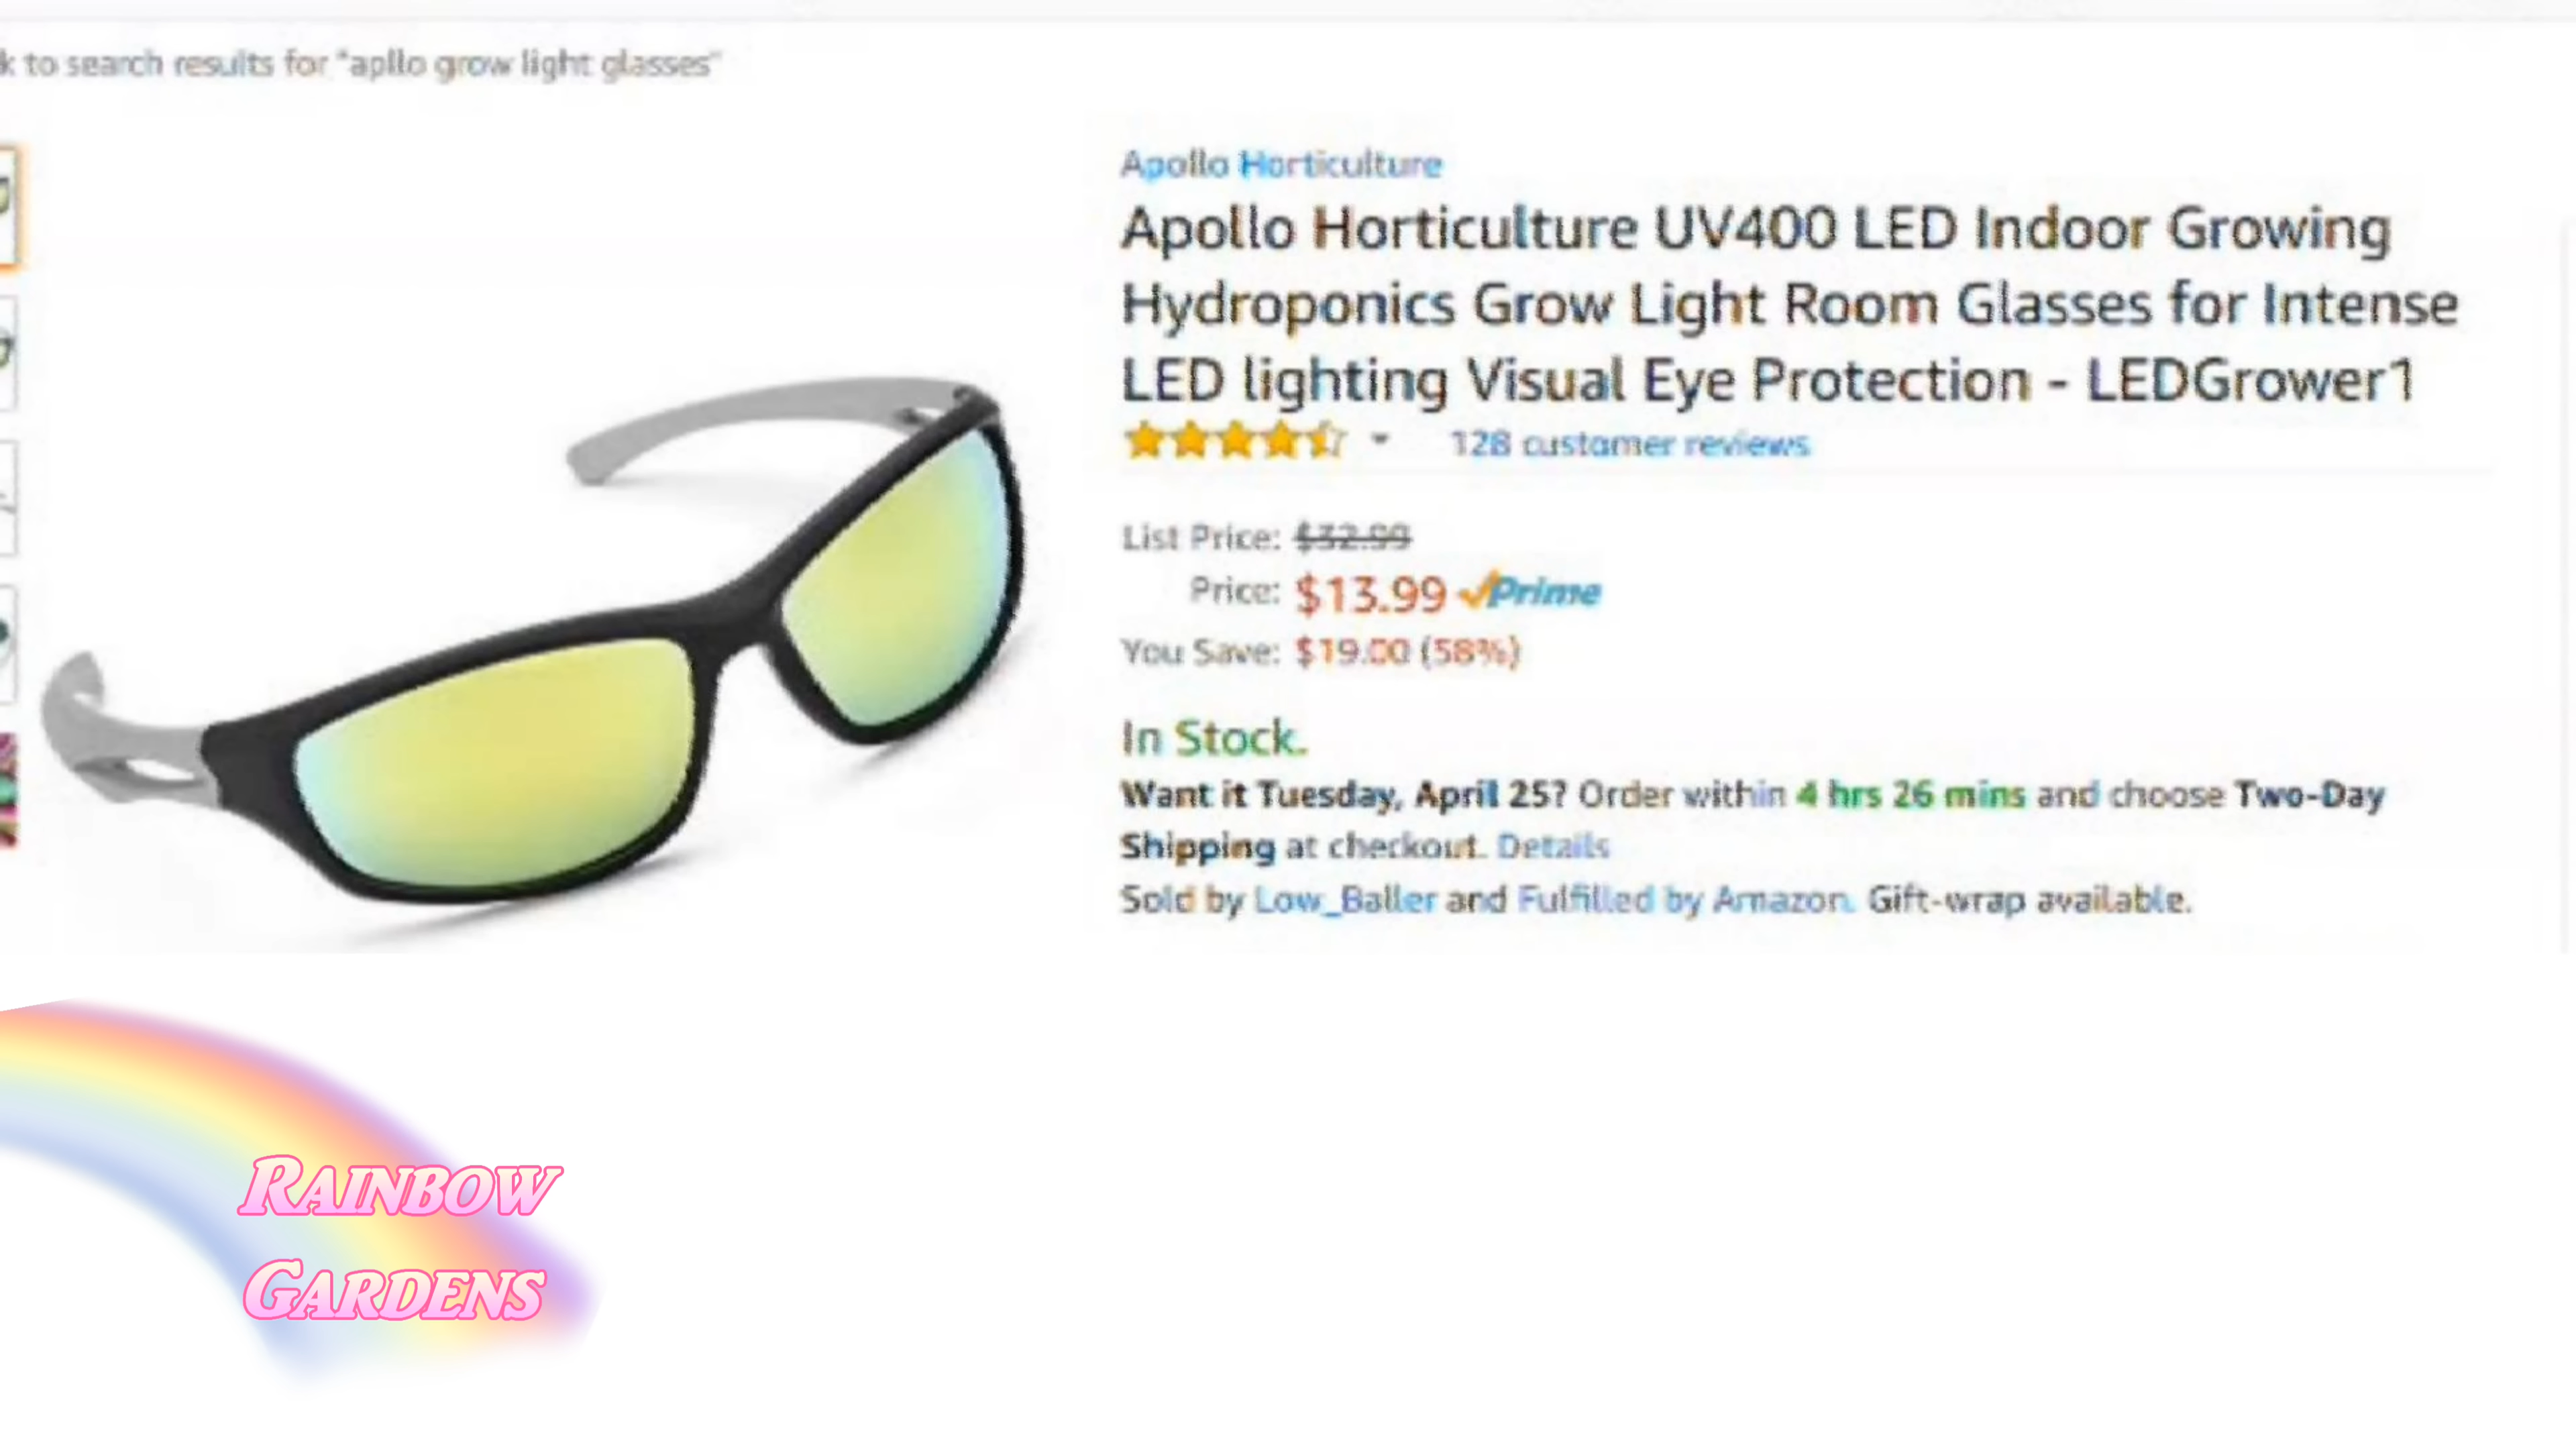 k to search results for "apllo grow light glasses"
Apollo Horticulture
Apollo Horticulture UV400 LED Indoor Growing
Hydroponics Grow Light Room Glasses for Intense
LED lighting Visual Eye Protection - LEDGrower1
128 customer reviews
List Price: $32.99
Price: $13.99 Prime
You Save: $19.00 (58%)
In Stock.
Want it Tuesday, April 25? Order within 4 hrs 26 mins and choose Two-Day
Shipping at checkout. Details
Sold by Low_Baller and Fulfilled by Amazon. Gift-wrap available.
RAINBOW
GARDENS